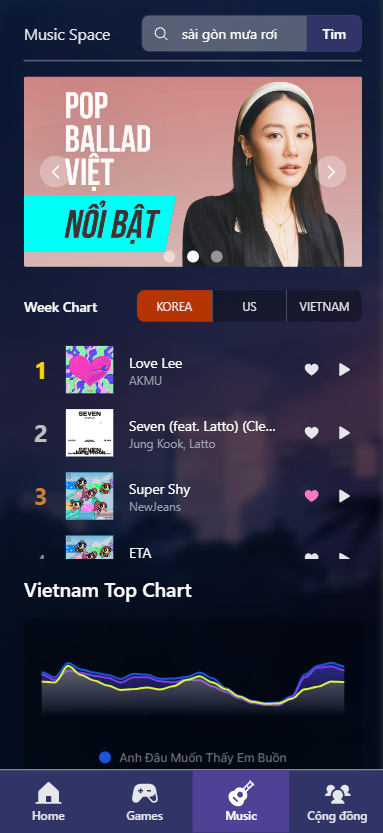 Music Space
sài gòn mưa rơi
Tìm
POP
BALLAD
VIỆT
NỔI BẬT
Week Chart
KOREA
US
VIETNAM
1
Love Lee
AKMU
2
SEVEN
Seven (feat. Latto) (Cle...
Jung Kook, Latto
3
Super Shy
NewJeans
4
ETA
Vietnam Top Chart
Anh Đâu Muốn Thấy Em Buồn
Home
Games
Music
Cộng đồng